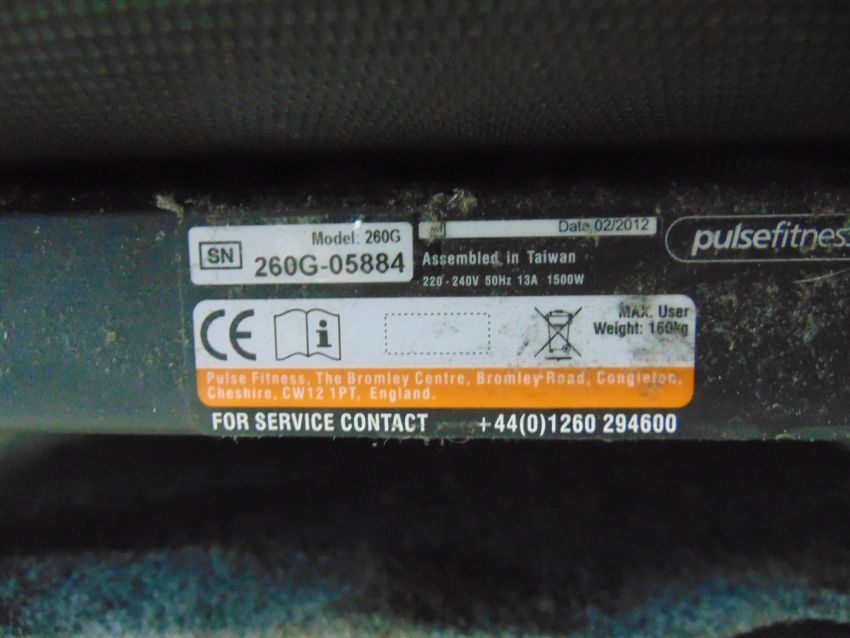 SN
Model: 260G
260G-05884
Date 02/2012
Assembled in Taiwan
220 - 240V 50Hz 13A 1500W
pulsefitness
CE
i
MAX. User
Weight: 160kg
Pulse Fitness, The Bromley Centre, Bromley Road, Congleton,
Cheshire, CW12 1PT, England.
FOR SERVICE CONTACT +44(0)1260 294600